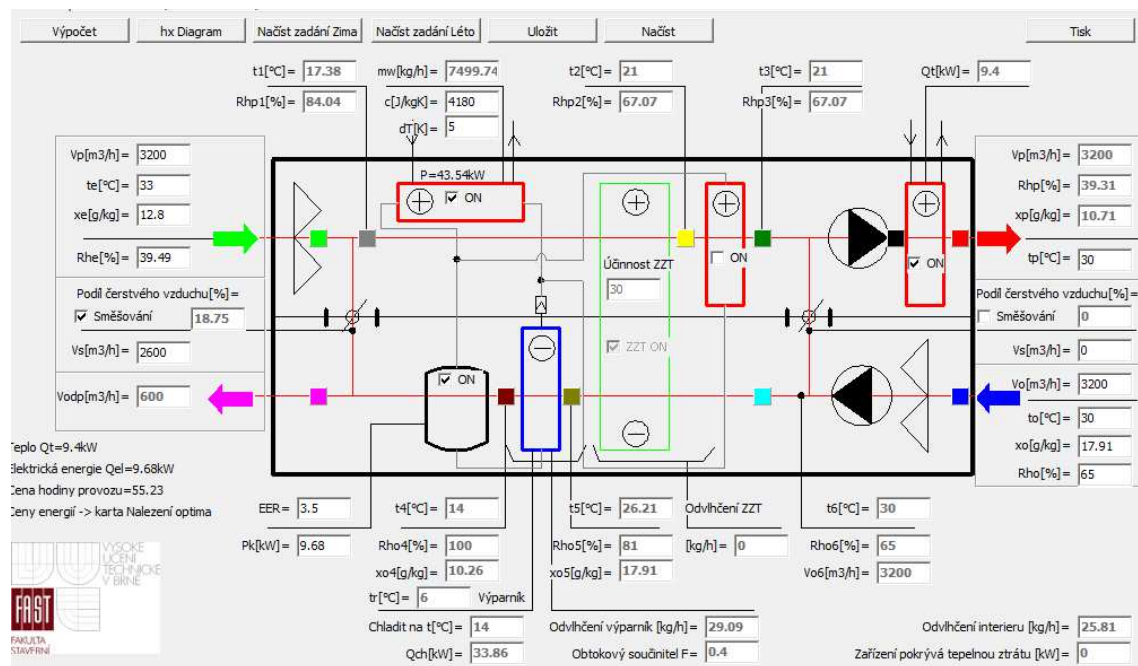 Výpočet hx Diagram Načíst zadání Zima Načíst zadání Léto Uložit Načíst Tisk
t1[°C]= 17.38 mw[kg/h]= 7499.74 t2[°C]= 21 t3[°C]= 21 Qt[kW]= 9.4
Rhp1[%]= 84.04 c[J/kgK]= 4180 Rhp2[%]= 67.07 Rhp3[%]= 67.07
dT[K]= 5
Vp[m3/h]= 3200 Vp[m3/h]= 3200
P=43.54kW
te[°C]= 33 ON Rhp[%]= 39.31
xe[g/kg]= 12.8 xp[g/kg]= 10.71
Rhe[%]= 39.49 Účinnost ZZT ON ON tp[°C]= 30
30
Podíl čerstvého vzduchu[%]= Podíl čerstvého vzduchu[%]=
Směšování 18.75 Směšování 0
Vs[m3/h]= 2600 ZZT ON Vs[m3/h]= 0
ON Vo[m3/h]= 3200
Vodp[m3/h]= 600 to[°C]= 30
Teplo Qt=9.4kW xo[g/kg]= 17.91
Elektrická energie Qel=9.68kW Rho[%]= 65
Cena hodiny provozu=55.23
Ceny energií -> karta Nalezení optima EER= 3.5 t4[°C]= 14 t5[°C]= 26.21 Odvlhčení ZZT t6[°C]= 30
Pk[kW]= 9.68 Rho4[%]= 100 Rho5[%]= 81 [kg/h]= 0 Rho6[%]= 65
xo4[g/kg]= 10.26 xo5[g/kg]= 17.91 Vo6[m3/h]= 3200
tr[°C]= 6 Výparník
Chladit na t[°C]= 14 Odvlhčení výparník [kg/h]= 29.09 Odvlhčení interieru [kg/h]= 25.81
Qch[kW]= 33.86 Obtokový součinitel F= 0.4 Zařízení pokrývá tepelnou ztrátu [kW]= 0
VYSOKÉ
UČENÍ
TECHNICKÉ
V BRNĚ
FAST
FAKULTA
STAVEBNÍ